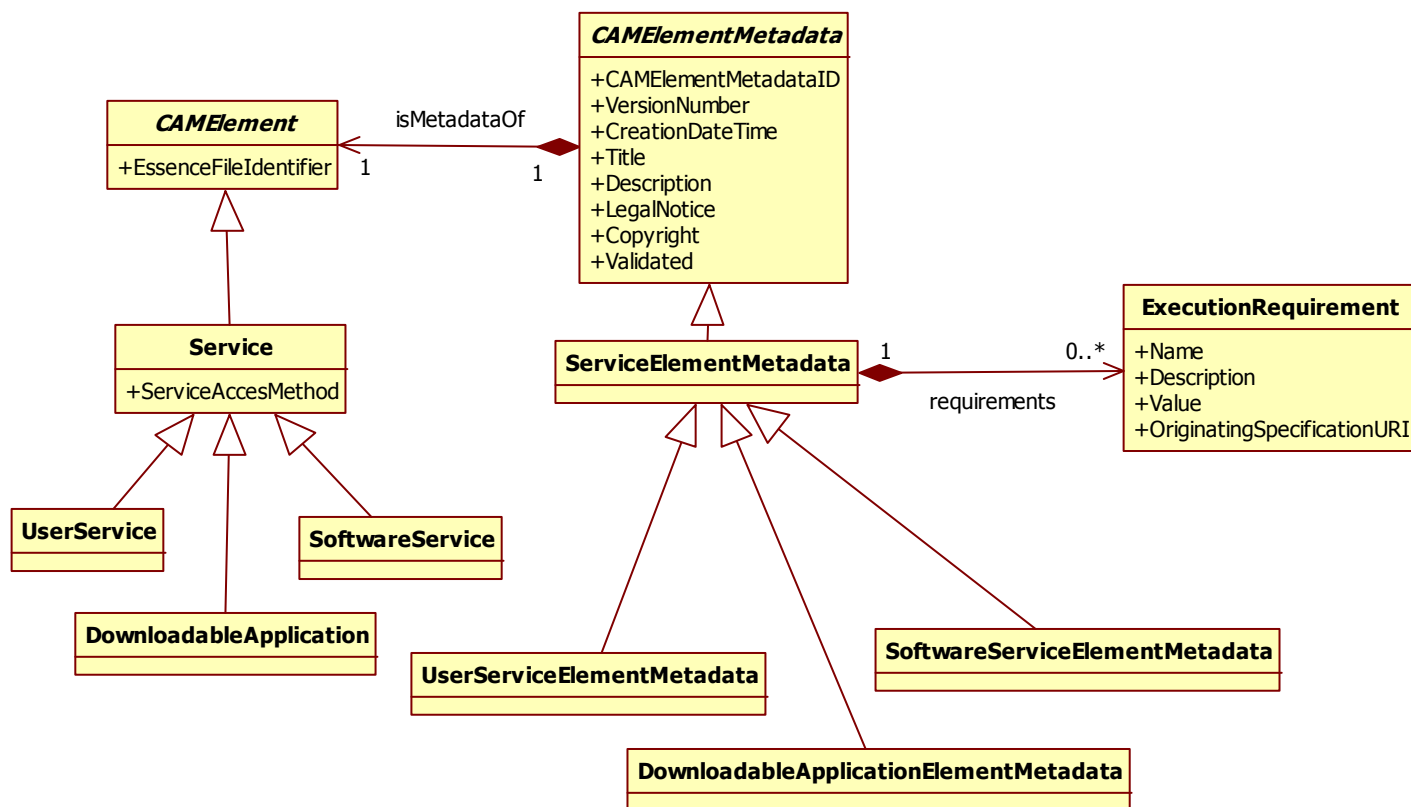 CAMElementMetadata
+CAMElementMetadataID
+VersionNumber
+CreationDateTime
+Title
+Description
+LegalNotice
+Copyright
+Validated
CAMElement
+EssenceFileIdentifier
isMetadataOf
1
1
Service
+ServiceAccesMethod
ServiceElementMetadata
1
0..*
requirements
ExecutionRequirement
+Name
+Description
+Value
+OriginatingSpecificationURI
UserService
SoftwareService
DownloadableApplication
UserServiceElementMetadata
SoftwareServiceElementMetadata
DownloadableApplicationElementMetadata